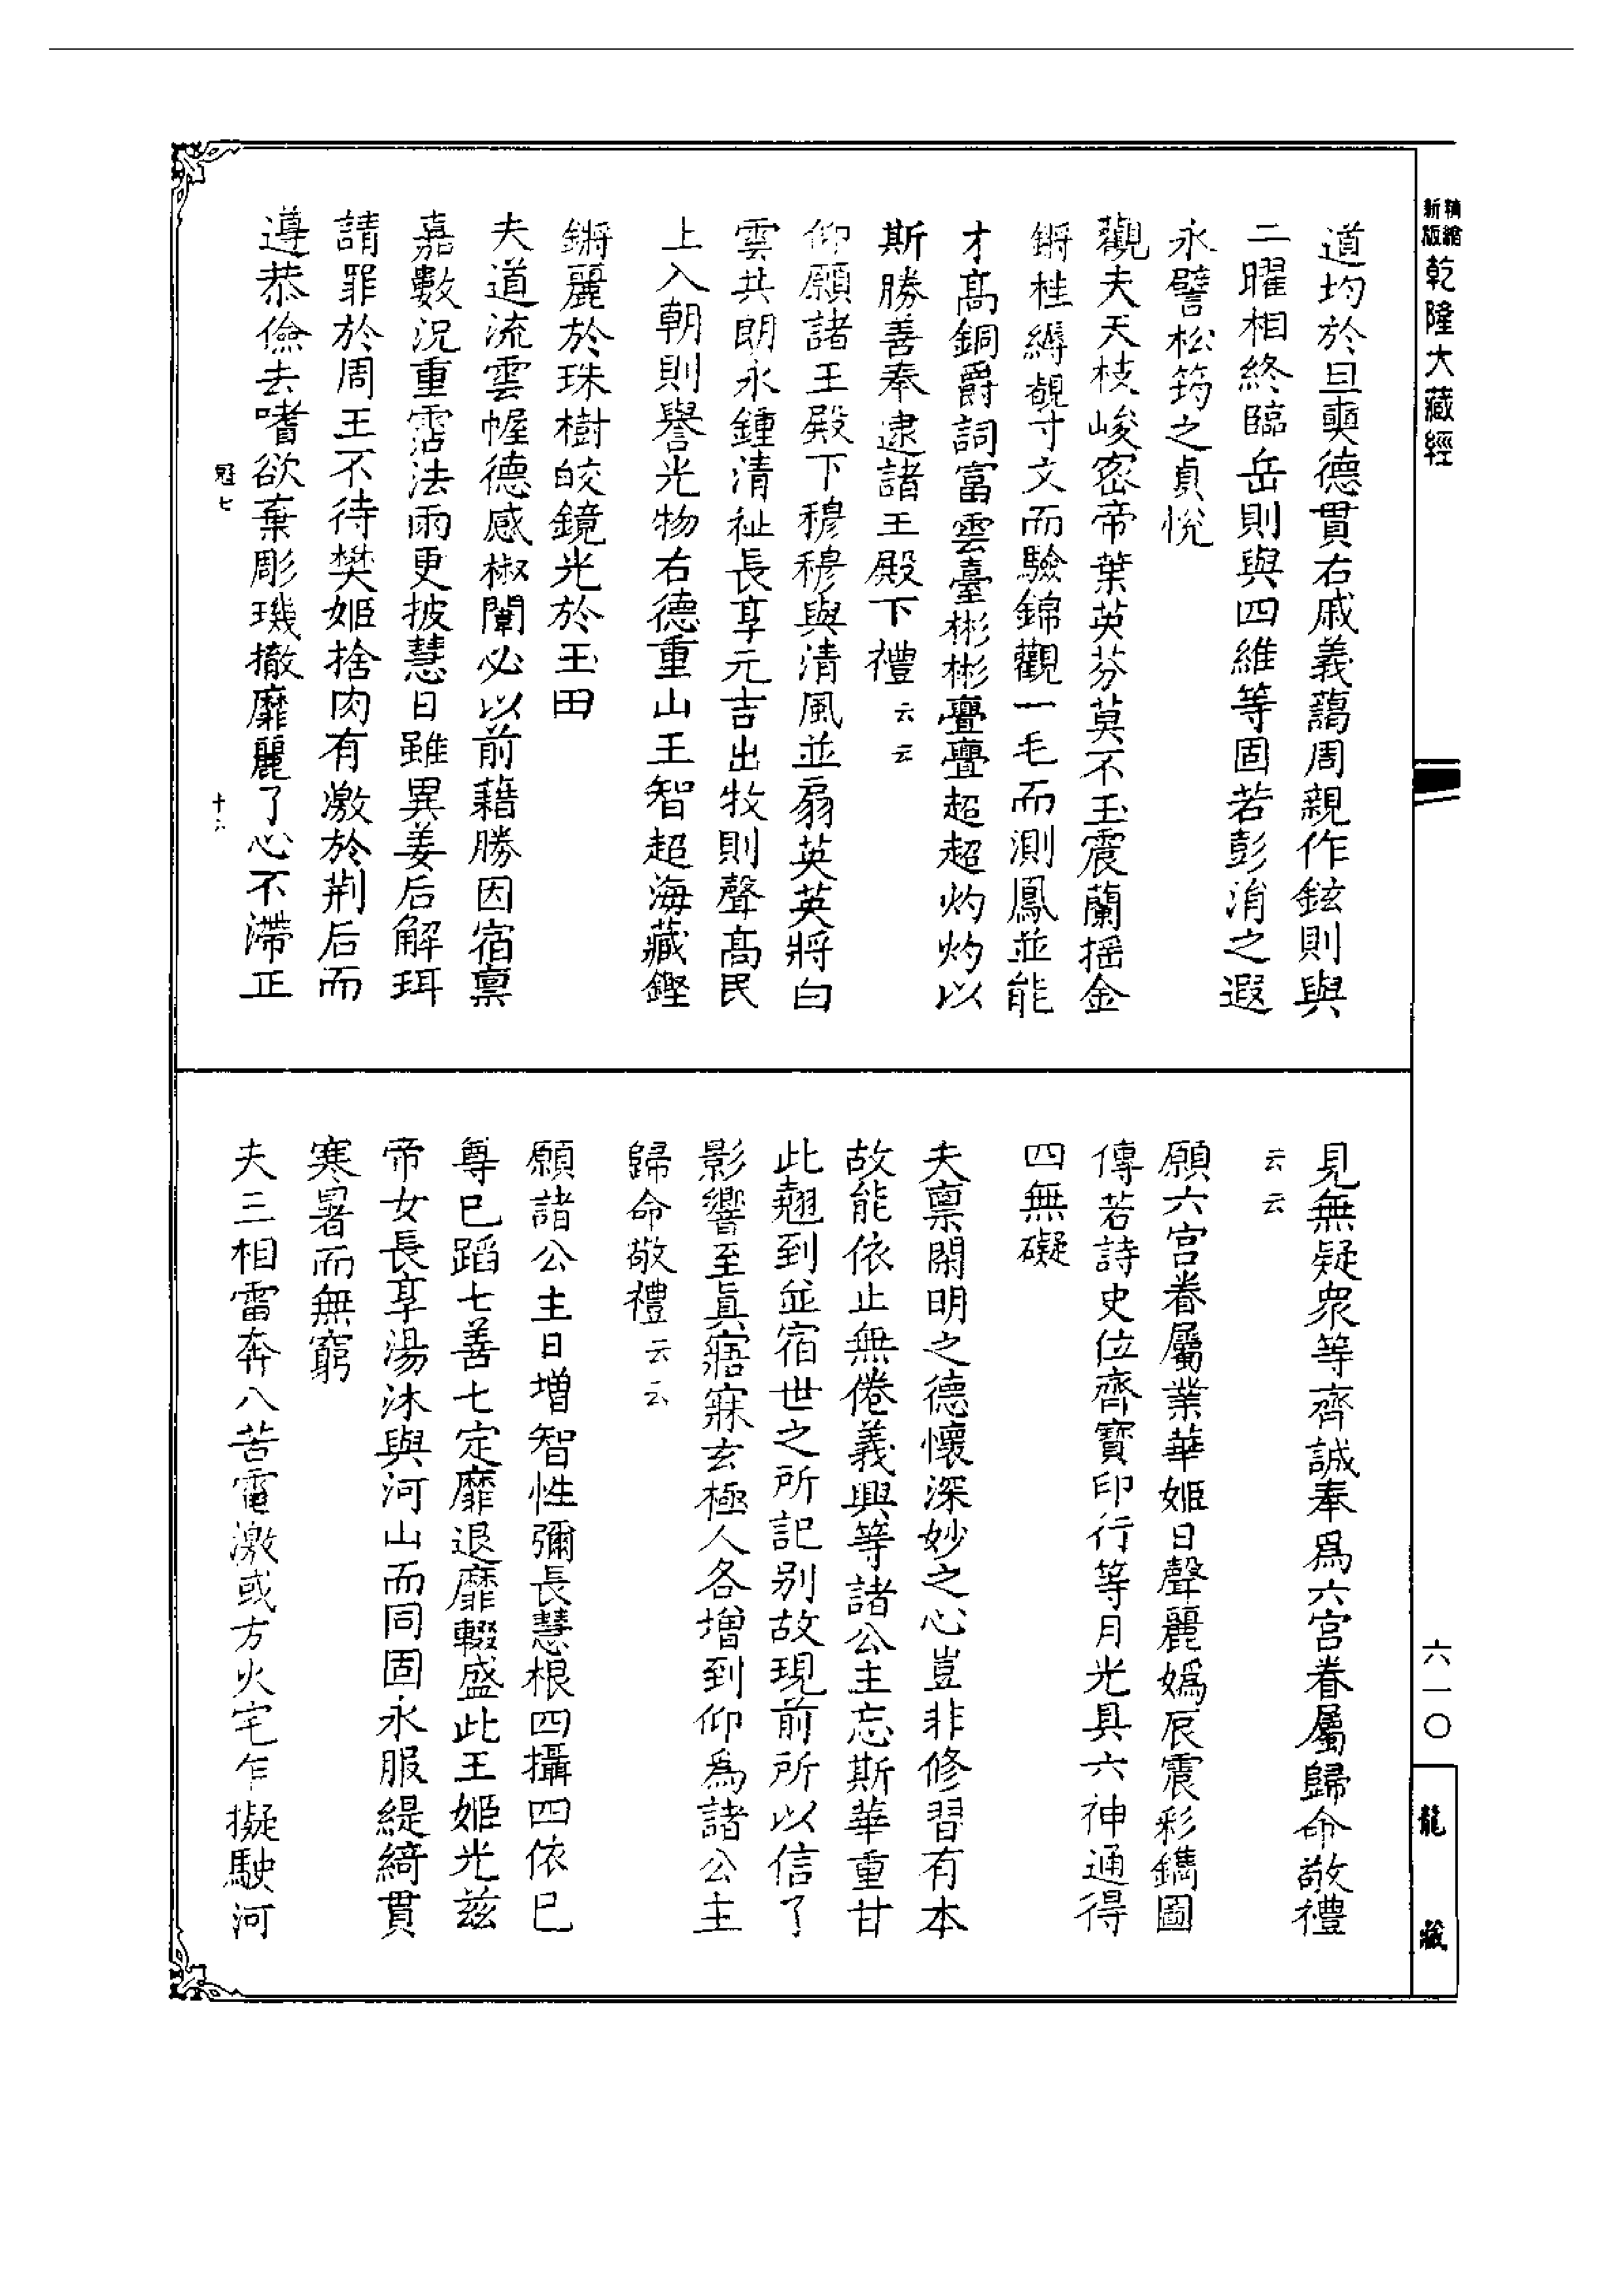 精縮
新版
乾隆大藏經
道均於旦奭德貫右戚義藹周親作鉉則與
二曜相終臨岳則與四維等固若彭涓之遐
永譬松筠之貞悅
觀夫天枝峻密帝葉英芬莫不玉震蘭摇金
鏘桂縟覩寸文而驗錦觀一毛而測鳳並能
才高銅爵詞富雲臺彬彬亹亹超超灼灼以
斯勝善奉逮諸王殿下禮云云
仰願諸王殿下穆穆與清風並扇英英將白
雲共朗永鍾清祉長享元吉出牧則聲高民
上入朝則譽光物右德重山王智超海藏鏗
鏘麗於珠樹皎鏡光於玉田
夫道流雲幄德感椒闈必以前藉勝因宿禀
嘉數況重霑法雨更披慧日雖異姜后解珥
請罪於周王不待樊姬捨肉有激於荆后而
遵恭儉去嗜欲棄彫璣撤靡麗了心不滯正
冠七
十六
見無疑衆等齊誠奉爲六宫眷屬歸命敬禮
云云
願六宫眷屬業華姬日聲麗嬀辰震彩鐫圖
傳若詩史位齊寶印行等月光具六神通得
四無礙
夫禀閑明之德懷深妙之心豈非修習有本
故能依止無倦義興等諸公主忘斯華重甘
此翹到並宿世之所記别故現前所以信了
影響至眞寤寐玄極人各增到仰為諸公主
歸命敬禮云云
願諸公主日增智性彌長慧根四攝四依已
尊已蹈七善七定靡退靡輟盛此王姬光兹
帝女長享湯沐與河山而同固永服緹綺貫
寒暑而無窮
夫三相雷奔八苦電激或方火宅乍擬駛河
六一〇
龍藏